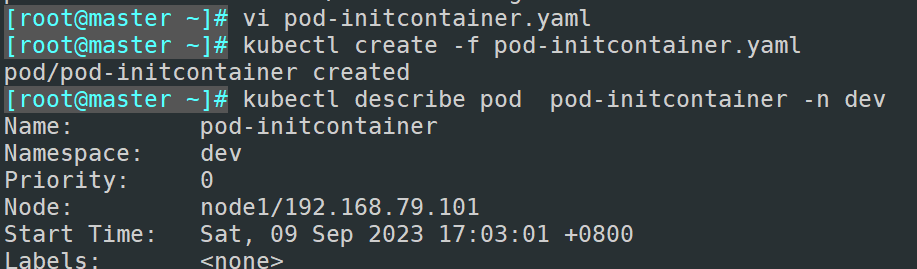 [root@master ~]# vi pod-initcontainer.yaml
[root@master ~]# kubectl create -f pod-initcontainer.yaml
pod/pod-initcontainer created
[root@master ~]# kubectl describe pod  pod-initcontainer -n dev
Name:         pod-initcontainer
Namespace:    dev
Priority:     0
Node:         node1/192.168.79.101
Start Time:   Sat, 09 Sep 2023 17:03:01 +0800
Labels:       <none>